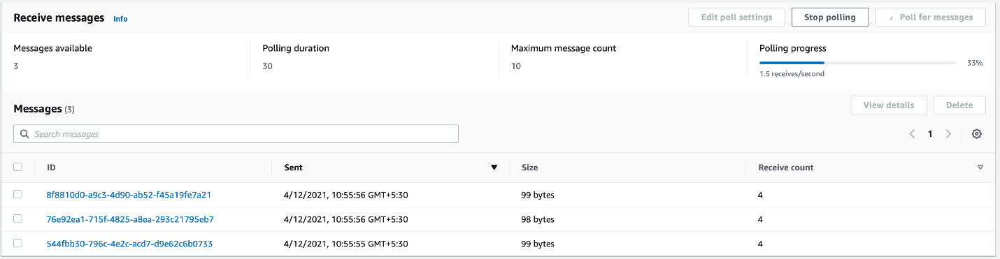 Receive messages Info Edit poll settings Stop polling Poll for messages
Messages available Polling duration Maximum message count Polling progress
3 30 10 33%
1.5 receives/second
Messages (3) View details Delete
Search messages 1
ID Sent Size Receive count
8f8810d0-a9c3-4d90-ab52-f45a19fe7a21 4/12/2021, 10:55:56 GMT+5:30 99 bytes 4
76e92ea1-715f-4825-a8ea-293c21795eb7 4/12/2021, 10:55:56 GMT+5:30 98 bytes 4
544fbb30-796c-4e2c-acd7-d9e62c6b0733 4/12/2021, 10:55:55 GMT+5:30 99 bytes 4